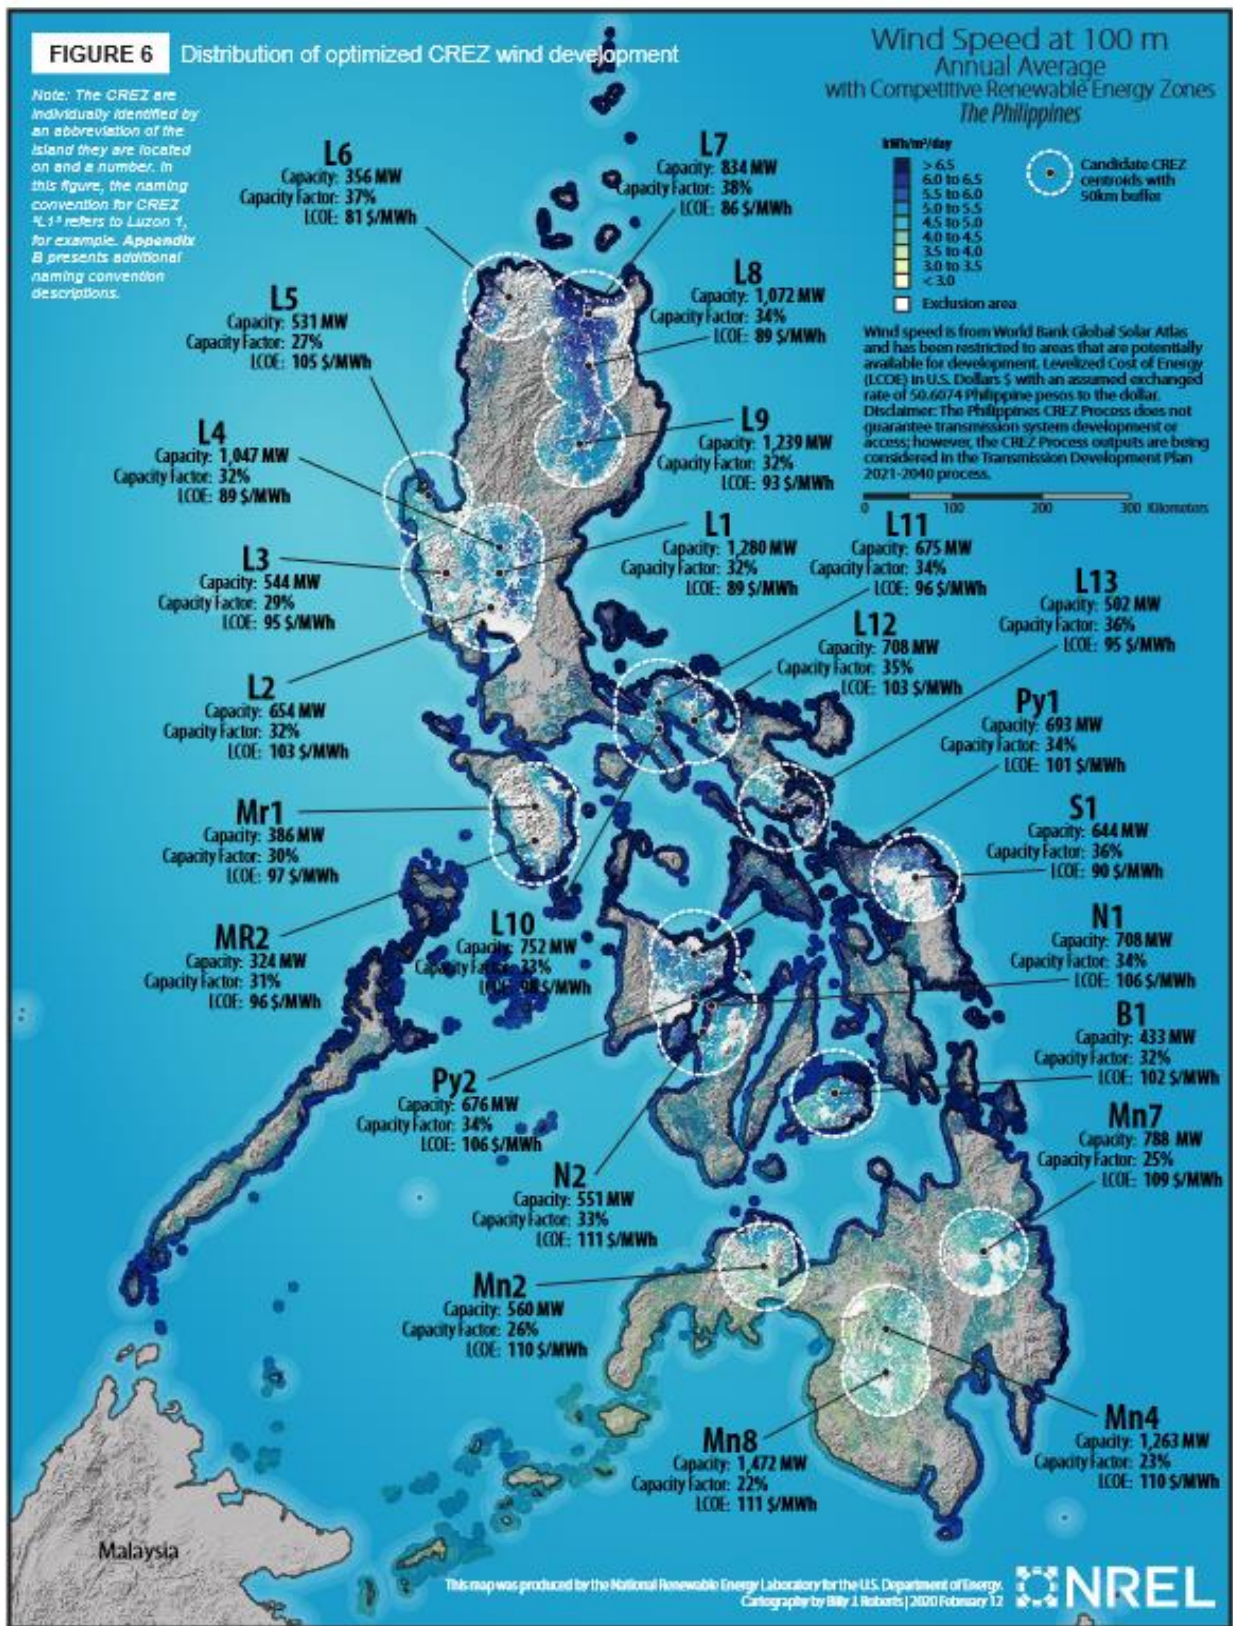 FIGURE 6 Distribution of optimized CREZ wind development
Note: The CREZ are
individually identified by
an abbreviation of the
island they are located
on and a number. In
this figure, the naming
convention for CREZ
"L1" refers to Luzon 1,
for example. Appendix
B presents additional
naming convention
descriptions.
Wind Speed at 100 m
Annual Average
with Competitive Renewable Energy Zones
The Philippines
kWh/m²/day
> 6.5
6.0 to 6.5
5.5 to 6.0
5.0 to 5.5
4.5 to 5.0
4.0 to 4.5
3.5 to 4.0
3.0 to 3.5
< 3.0
Exclusion area
Candidate CREZ
centroids with
50km buffer
Wind speed is from World Bank Global Solar Atlas
and has been restricted to areas that are potentially
available for development. Levelized Cost of Energy
(LCOE) in U.S. Dollars $ with an assumed exchanged
rate of 50.6074 Philippine pesos to the dollar.
Disclaimer: The Philippines CREZ Process does not
guarantee transmission system development or
access; however, the CREZ Process outputs are being
considered in the Transmission Development Plan
2021-2040 process.
0 100 200 300 Kilometers
L6
Capacity: 356 MW
Capacity Factor: 37%
LCOE: 81 $/MWh
L7
Capacity: 834 MW
Capacity Factor: 38%
LCOE: 86 $/MWh
L5
Capacity: 531 MW
Capacity Factor: 27%
LCOE: 105 $/MWh
L8
Capacity: 1,072 MW
Capacity Factor: 34%
LCOE: 89 $/MWh
L4
Capacity: 1,047 MW
Capacity Factor: 32%
LCOE: 89 $/MWh
L9
Capacity: 1,239 MW
Capacity Factor: 32%
LCOE: 93 $/MWh
L3
Capacity: 544 MW
Capacity Factor: 29%
LCOE: 95 $/MWh
L1
Capacity: 1,280 MW
Capacity Factor: 32%
LCOE: 89 $/MWh
L11
Capacity: 675 MW
Capacity Factor: 34%
LCOE: 96 $/MWh
L13
Capacity: 502 MW
Capacity Factor: 36%
LCOE: 95 $/MWh
L12
Capacity: 708 MW
Capacity Factor: 35%
LCOE: 103 $/MWh
L2
Capacity: 654 MW
Capacity Factor: 32%
LCOE: 103 $/MWh
Py1
Capacity: 693 MW
Capacity Factor: 34%
LCOE: 101 $/MWh
Mr1
Capacity: 386 MW
Capacity Factor: 30%
LCOE: 97 $/MWh
S1
Capacity: 644 MW
Capacity Factor: 36%
LCOE: 90 $/MWh
MR2
Capacity: 324 MW
Capacity Factor: 31%
LCOE: 96 $/MWh
L10
Capacity: 752 MW
Capacity Factor: 33%
LCOE: 98 $/MWh
N1
Capacity: 708 MW
Capacity Factor: 34%
LCOE: 106 $/MWh
B1
Capacity: 433 MW
Capacity Factor: 32%
LCOE: 102 $/MWh
Py2
Capacity: 676 MW
Capacity Factor: 34%
LCOE: 106 $/MWh
Mn7
Capacity: 788 MW
Capacity Factor: 25%
LCOE: 109 $/MWh
N2
Capacity: 551 MW
Capacity Factor: 33%
LCOE: 111 $/MWh
Mn2
Capacity: 560 MW
Capacity Factor: 26%
LCOE: 110 $/MWh
Mn4
Capacity: 1,263 MW
Capacity Factor: 23%
LCOE: 110 $/MWh
Mn8
Capacity: 1,472 MW
Capacity Factor: 22%
LCOE: 111 $/MWh
Malaysia
This map was produced by the National Renewable Energy Laboratory for the U.S. Department of Energy.
Cartography by Billy J. Roberts | 2020 February 12
NREL